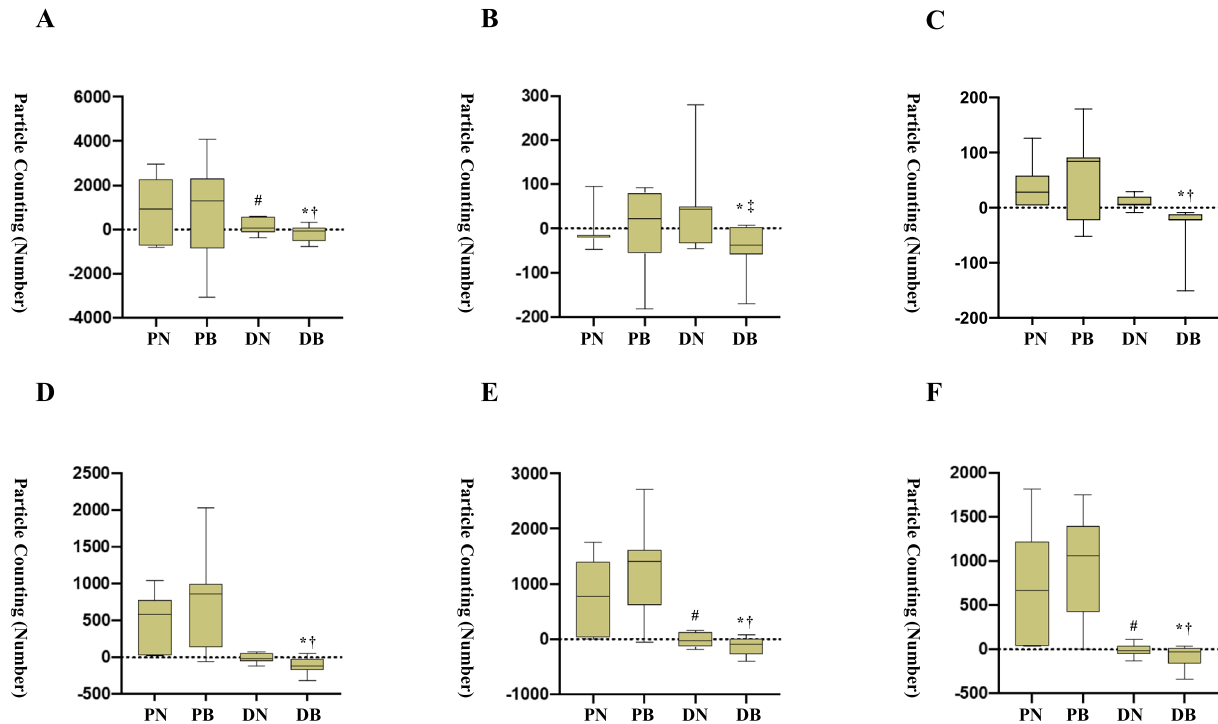 A
Particle Counting (Number)
6000
4000
2000
0
-2000
-4000
#
*†
PN PB DN DB
B
Particle Counting (Number)
300
200
100
0
-100
-200
*‡
PN PB DN DB
C
Particle Counting (Number)
200
100
0
-100
-200
*†
PN PB DN DB
D
Particle Counting (Number)
2500
2000
1500
1000
500
0
-500
*†
PN PB DN DB
E
Particle Counting (Number)
3000
2000
1000
0
-1000
#
*†
PN PB DN DB
F
Particle Counting (Number)
2000
1500
1000
500
0
-500
#
*†
PN PB DN DB